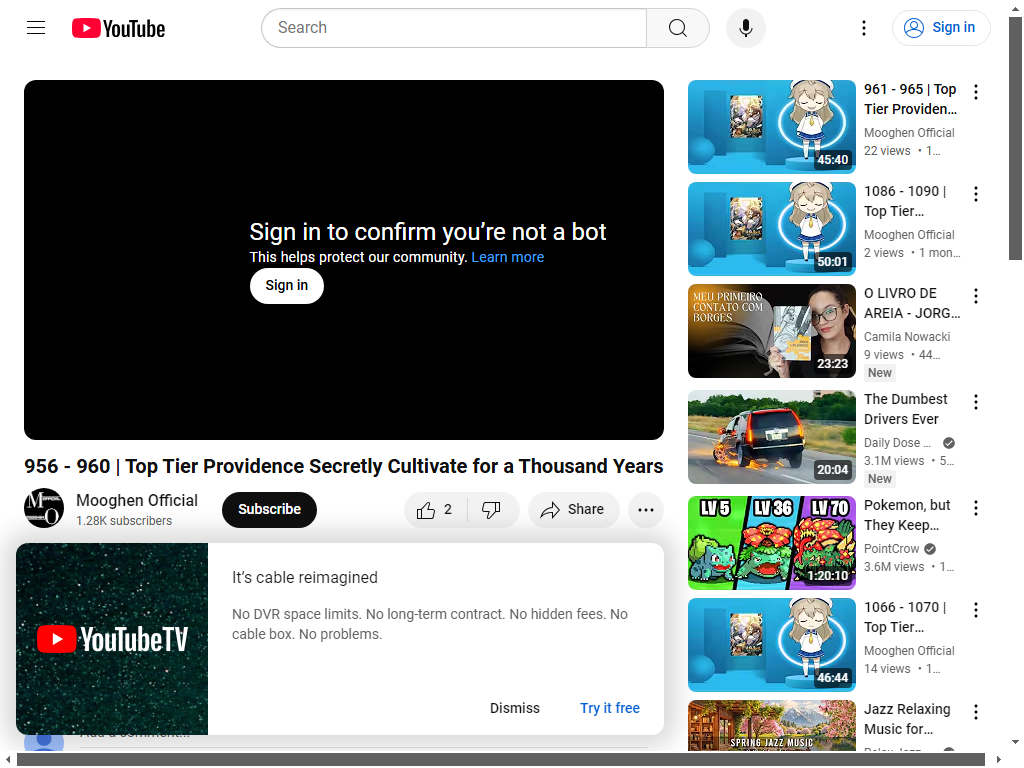 YouTube
Search
Sign in
Sign in to confirm you’re not a bot
This helps protect our community. Learn more
Sign in
956 - 960 | Top Tier Providence Secretly Cultivate for a Thousand Years
Mooghen Official
1.28K subscribers
Subscribe
2
Share
YouTubeTV
It’s cable reimagined
No DVR space limits. No long-term contract. No hidden fees. No
cable box. No problems.
Dismiss
Try it free
45:40
961 - 965 | Top
Tier Providen...
Mooghen Official
22 views • 1...
50:01
1086 - 1090 |
Top Tier...
Mooghen Official
2 views • 1 mon...
MEU PRIMEIRO
CONTATO COM
BORGES
23:23
O LIVRO DE
AREIA - JORG...
Camila Nowacki
9 views • 44...
New
20:04
The Dumbest
Drivers Ever
Daily Dose ...
3.1M views • 5...
New
LV 5 LV 36 LV 70
1:20:10
Pokemon, but
They Keep...
PointCrow
3.6M views • 1...
46:44
1066 - 1070 |
Top Tier...
Mooghen Official
14 views • 1...
SPRING JAZZ MUSIC
Jazz Relaxing
Music for...